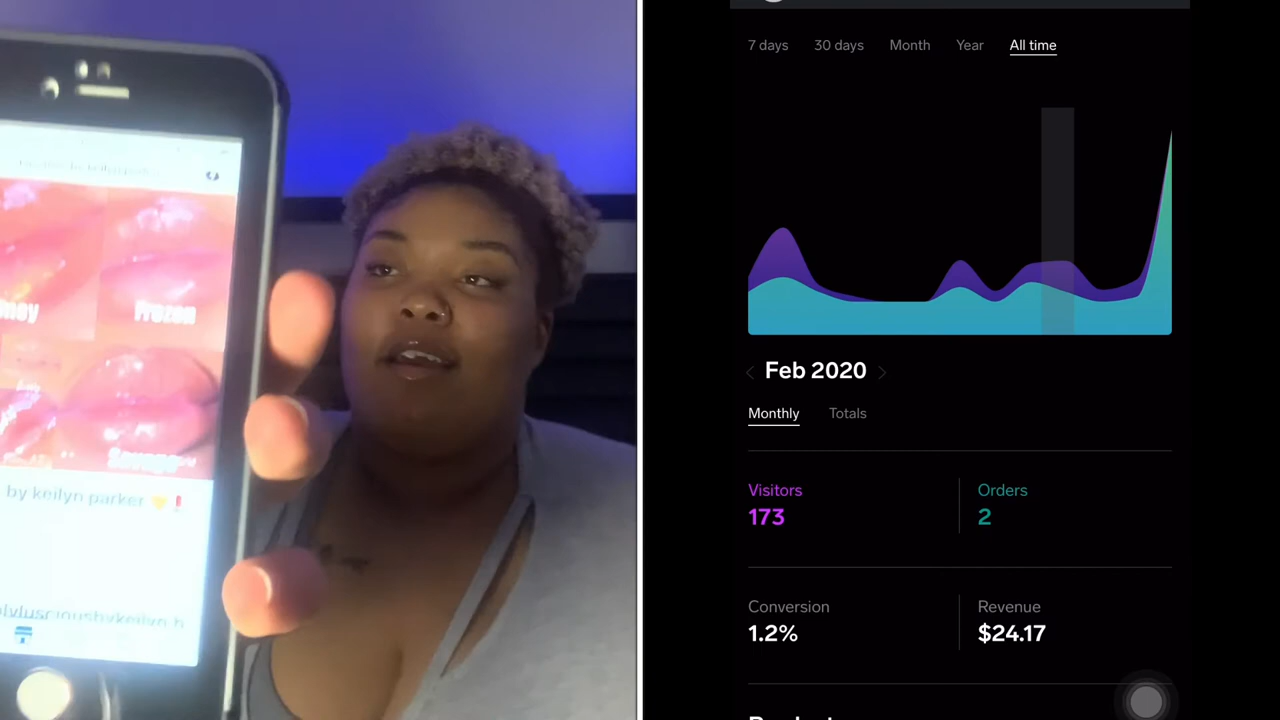 Frozen
Savage
by keilyn parker 💛❗
7 days 30 days Month Year All time
Feb 2020
Monthly Totals
Visitors Orders
173 2
Conversion Revenue
1.2% $24.17